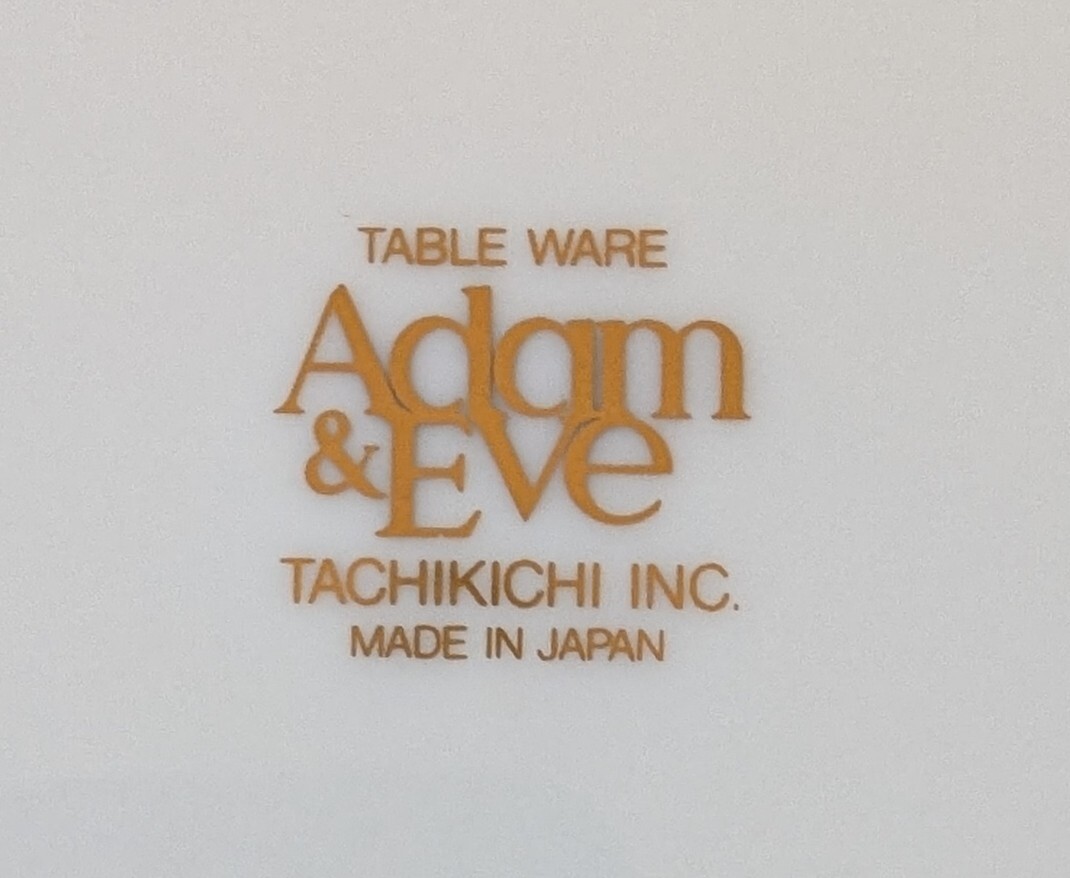 TABLE WARE
Adam
& Eve
TACHIKICHI INC.
MADE IN JAPAN